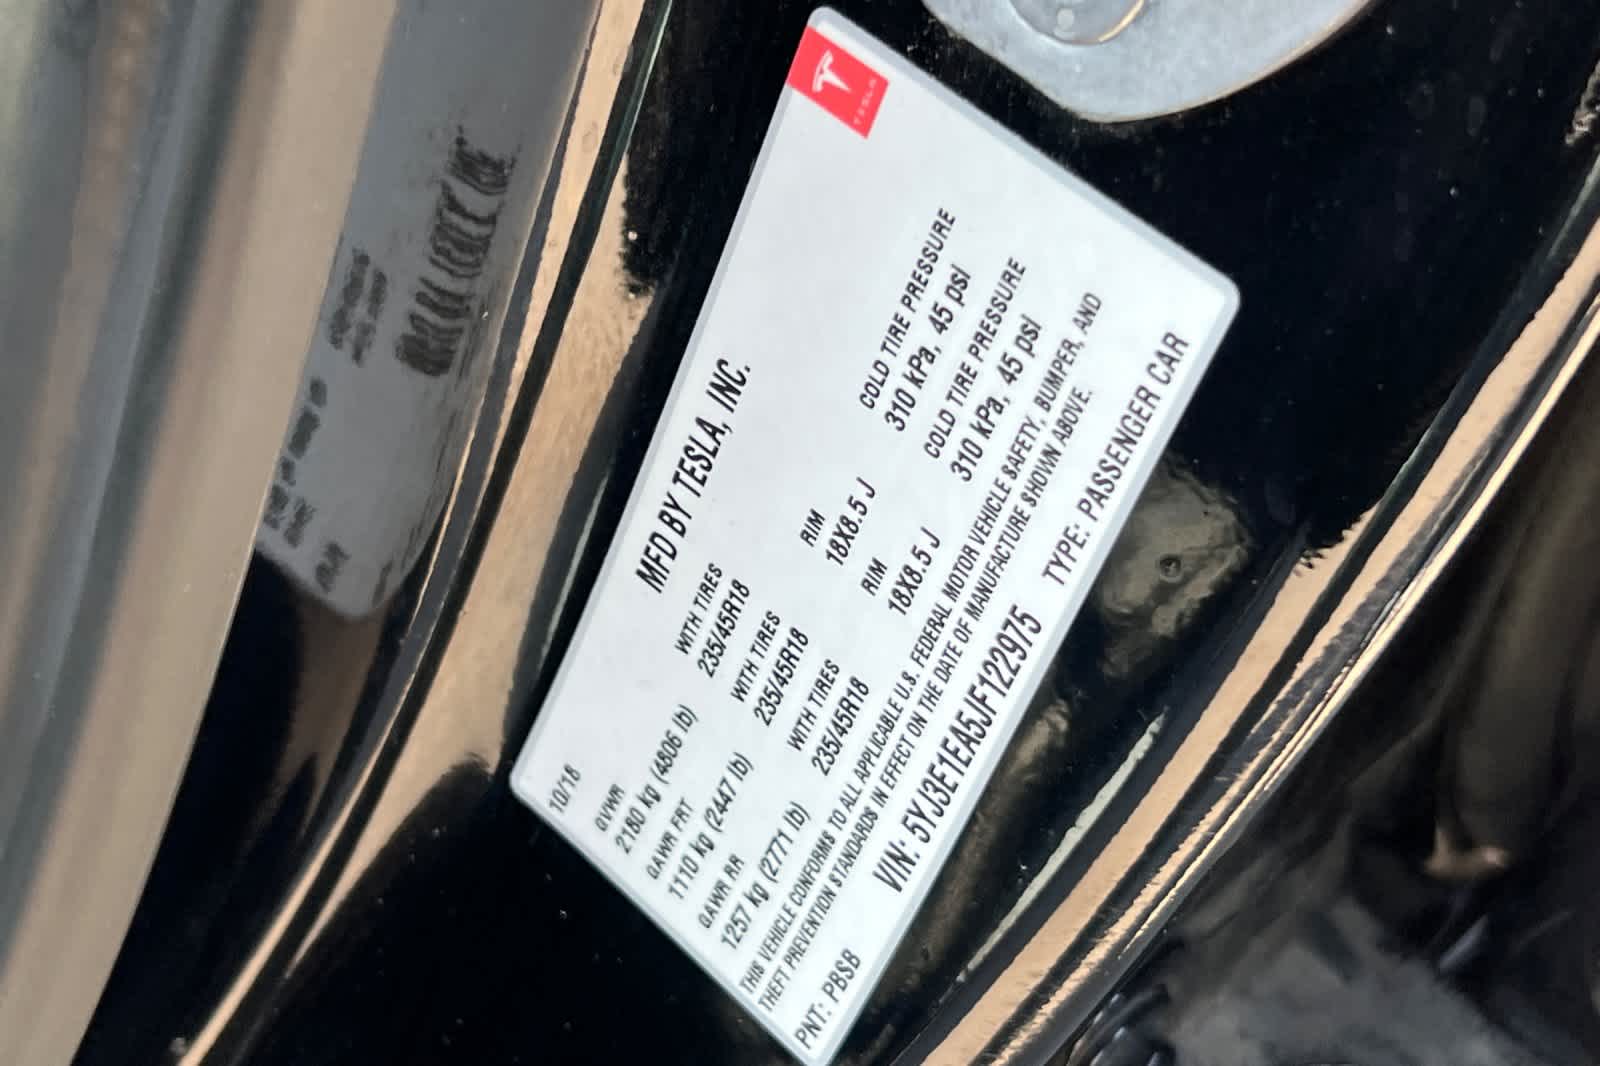 TESLA
MFD BY TESLA, INC.
10/18
GVWR
2180 kg (4806 lb)
WITH TIRES
235/45R18
RIM
18X8.5 J
COLD TIRE PRESSURE
310 kPa, 45 psi
GAWR FRT
1110 kg (2447 lb)
WITH TIRES
235/45R18
RIM
18X8.5 J
COLD TIRE PRESSURE
310 kPa, 45 psi
GAWR RR
1257 kg (2771 lb)
WITH TIRES
235/45R18
THIS VEHICLE CONFORMS TO ALL APPLICABLE U.S. FEDERAL MOTOR VEHICLE SAFETY, BUMPER, AND
THEFT PREVENTION STANDARDS IN EFFECT ON THE DATE OF MANUFACTURE SHOWN ABOVE.
VIN: 5YJ3E1EA5JF122975
TYPE: PASSENGER CAR
PNT: PBSB